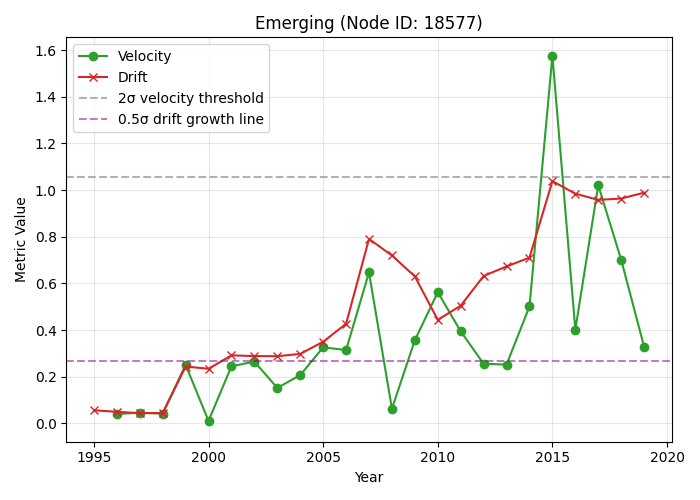 Emerging (Node ID: 18577)
Velocity
Drift
2σ velocity threshold
0.5σ drift growth line
Metric Value
1.6
1.4
1.2
1.0
0.8
0.6
0.4
0.2
0.0
1995 2000 2005 2010 2015 2020
Year